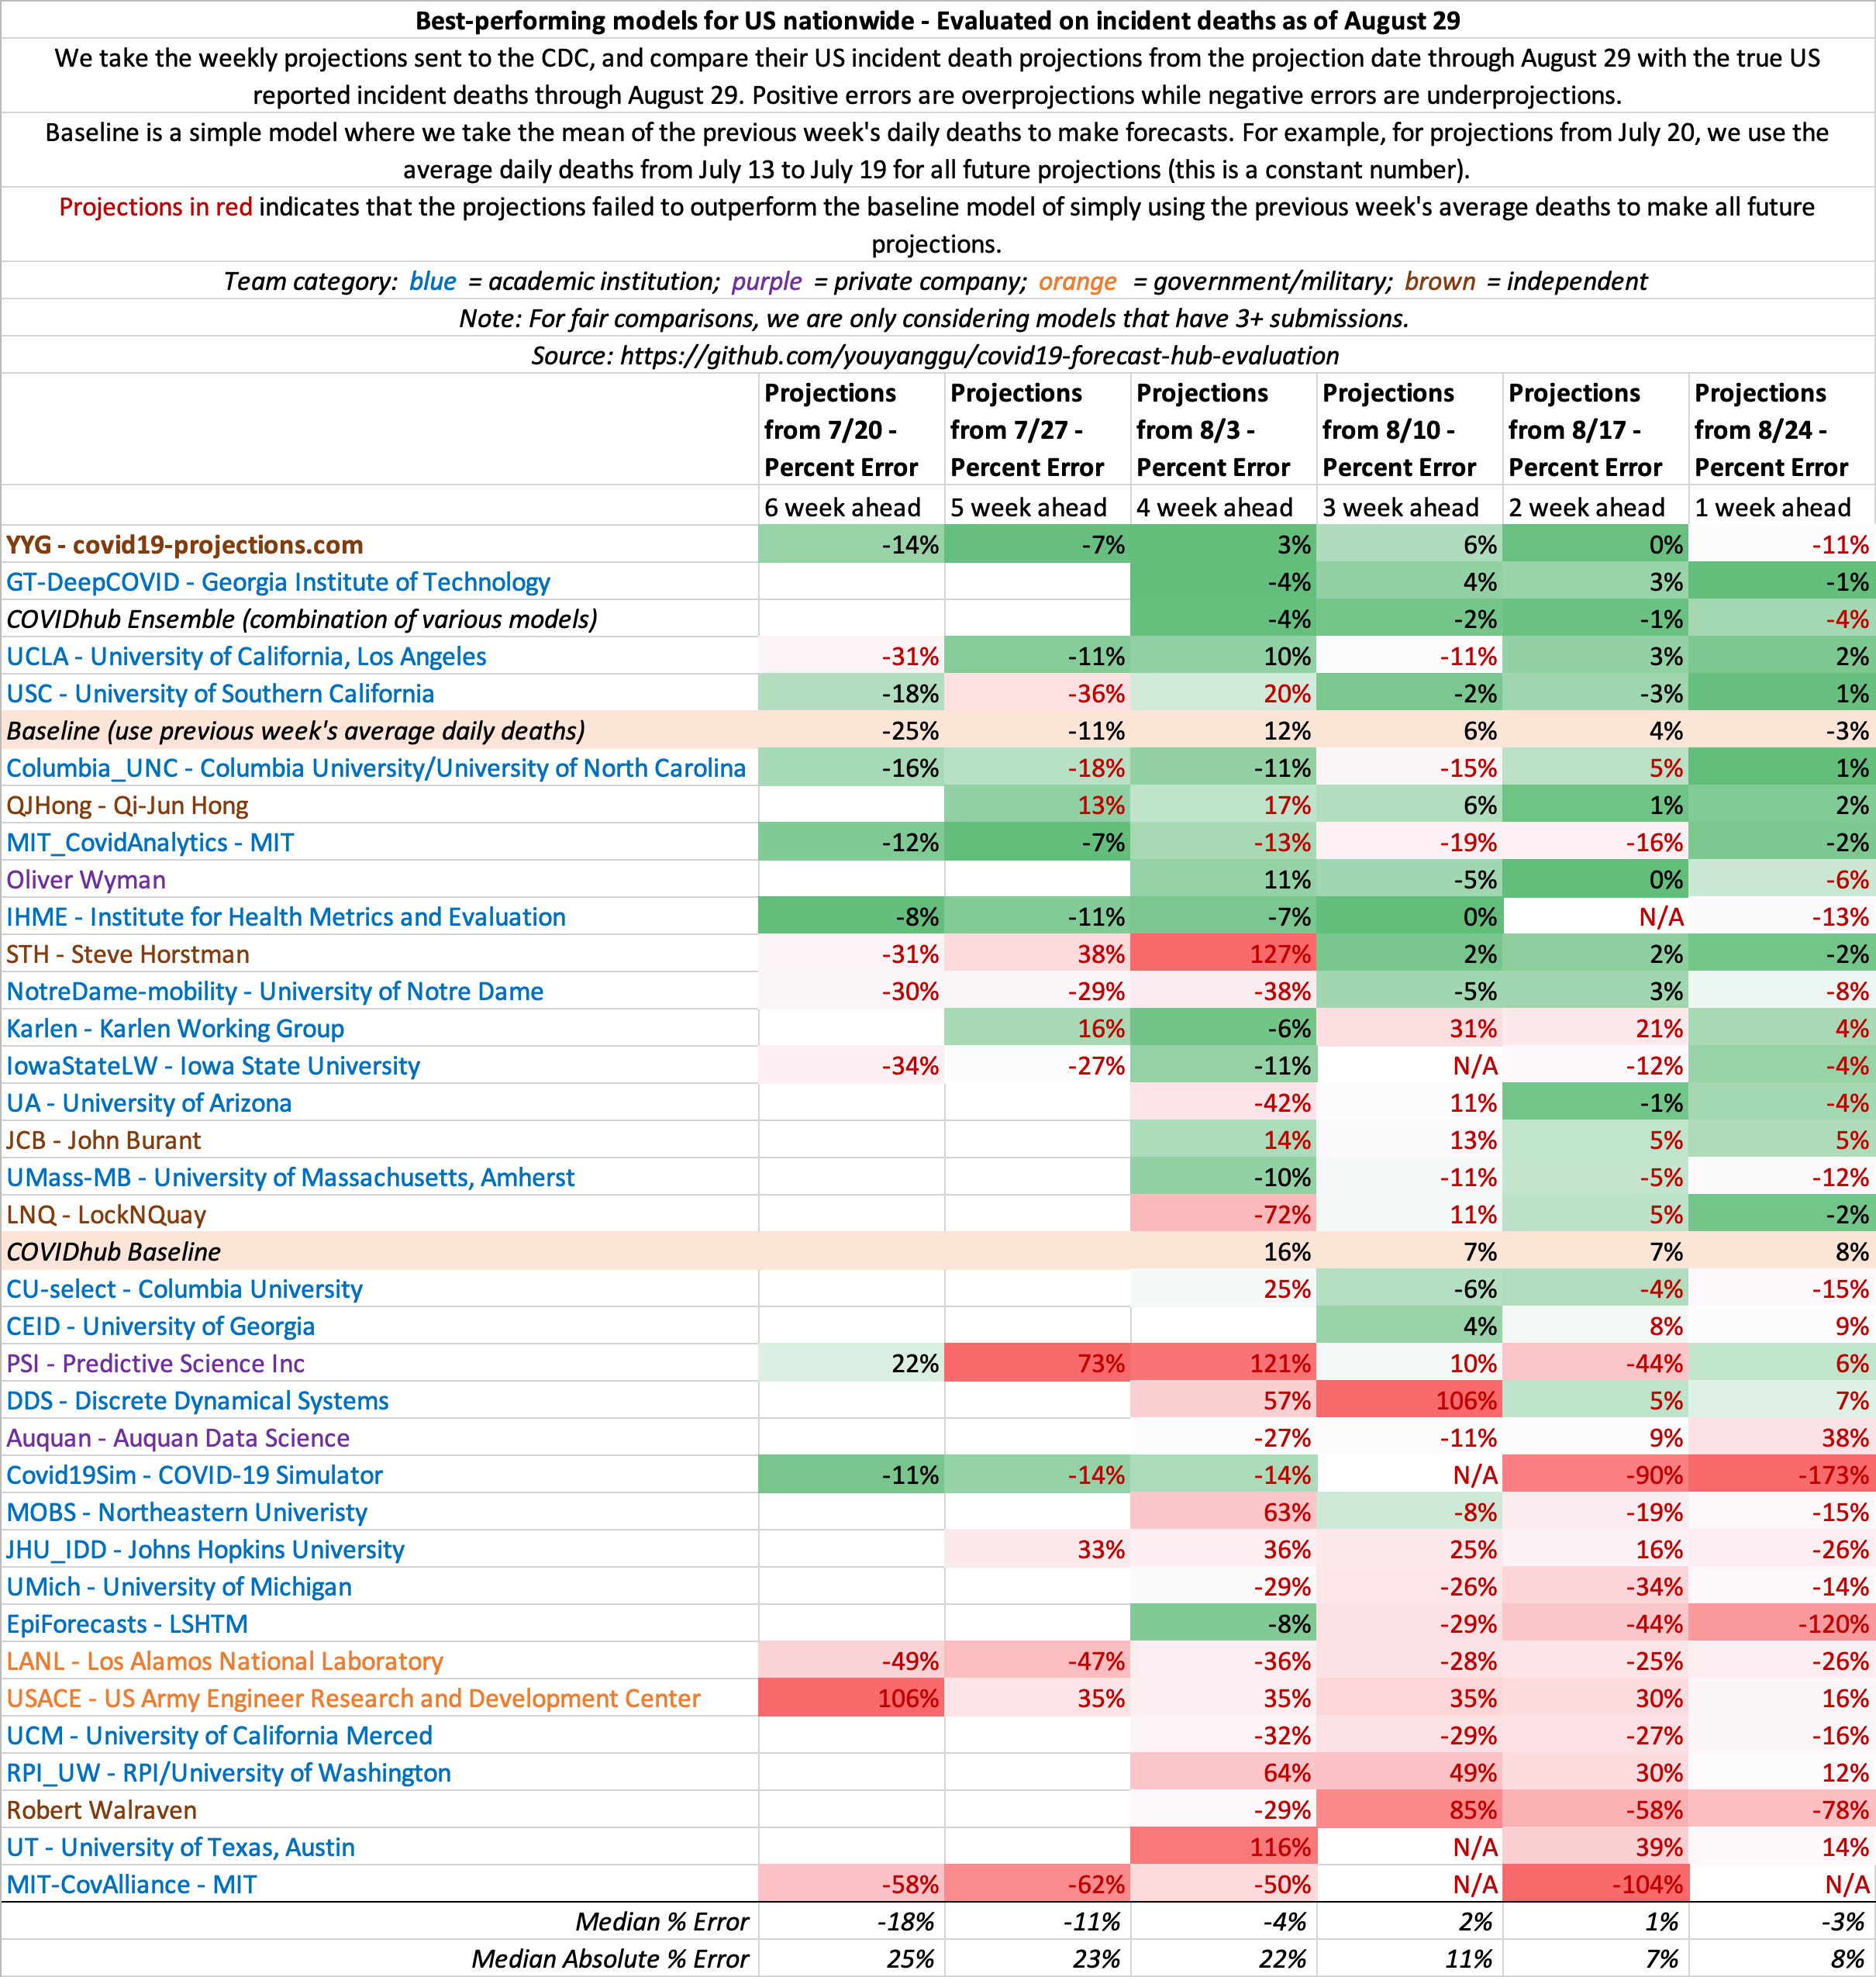 Best-performing models for US nationwide - Evaluated on incident deaths as of August 29
We take the weekly projections sent to the CDC, and compare their US incident death projections from the projection date through August 29 with the true US
reported incident deaths through August 29. Positive errors are overprojections while negative errors are underprojections.
Baseline is a simple model where we take the mean of the previous week's daily deaths to make forecasts. For example, for projections from July 20, we use the
average daily deaths from July 13 to July 19 for all future projections (this is a constant number).
Projections in red indicates that the projections failed to outperform the baseline model of simply using the previous week's average deaths to make all future
projections.
Team category: blue = academic institution; purple = private company; orange = government/military; brown = independent
Note: For fair comparisons, we are only considering models that have 3+ submissions.
Source: https://github.com/youyanggu/covid19-forecast-hub-evaluation
Projections Projections Projections Projections Projections Projections
from 7/20 - from 7/27 - from 8/3 - from 8/10 - from 8/17 - from 8/24 -
Percent Error Percent Error Percent Error Percent Error Percent Error Percent Error
6 week ahead 5 week ahead 4 week ahead 3 week ahead 2 week ahead 1 week ahead
YYG - covid19-projections.com -14% -7% 3% 6% 0% -11%
GT-DeepCOVID - Georgia Institute of Technology -4% 4% 3% -1%
COVIDhub Ensemble (combination of various models) -4% -2% -1% -4%
UCLA - University of California, Los Angeles -31% -11% 10% -11% 3% 2%
USC - University of Southern California -18% -36% 20% -2% -3% 1%
Baseline (use previous week's average daily deaths) -25% -11% 12% 6% 4% -3%
Columbia_UNC - Columbia University/University of North Carolina -16% -18% -11% -15% 5% 1%
QJHong - Qi-Jun Hong 13% 17% 6% 1% 2%
MIT_CovidAnalytics - MIT -12% -7% -13% -19% -16% -2%
Oliver Wyman 11% -5% 0% -6%
IHME - Institute for Health Metrics and Evaluation -8% -11% -7% 0% N/A -13%
STH - Steve Horstman -31% 38% 127% 2% 2% -2%
NotreDame-mobility - University of Notre Dame -30% -29% -38% -5% 3% -8%
Karlen - Karlen Working Group 16% -6% 31% 21% 4%
IowaStateLW - Iowa State University -34% -27% -11% N/A -12% -4%
UA - University of Arizona -42% 11% -1% -4%
JCB - John Burant 14% 13% 5% 5%
UMass-MB - University of Massachusetts, Amherst -10% -11% -5% -12%
LNQ - LockNQuay -72% 11% 5% -2%
COVIDhub Baseline 16% 7% 7% 8%
CU-select - Columbia University 25% -6% -4% -15%
CEID - University of Georgia 4% 8% 9%
PSI - Predictive Science Inc 22% 73% 121% 10% -44% 6%
DDS - Discrete Dynamical Systems 57% 106% 5% 7%
Auquan - Auquan Data Science -27% -11% 9% 38%
Covid19Sim - COVID-19 Simulator -11% -14% -14% N/A -90% -173%
MOBS - Northeastern Univeristy 63% -8% -19% -15%
JHU_IDD - Johns Hopkins University 33% 36% 25% 16% -26%
UMich - University of Michigan -29% -26% -34% -14%
EpiForecasts - LSHTM -8% -29% -44% -120%
LANL - Los Alamos National Laboratory -49% -47% -36% -28% -25% -26%
USACE - US Army Engineer Research and Development Center 106% 35% 35% 35% 30% 16%
UCM - University of California Merced -32% -29% -27% -16%
RPI_UW - RPI/University of Washington 64% 49% 30% 12%
Robert Walraven -29% 85% -58% -78%
UT - University of Texas, Austin 116% N/A 39% 14%
MIT-CovAlliance - MIT -58% -62% -50% N/A -104% N/A
Median % Error -18% -11% -4% 2% 1% -3%
Median Absolute % Error 25% 23% 22% 11% 7% 8%